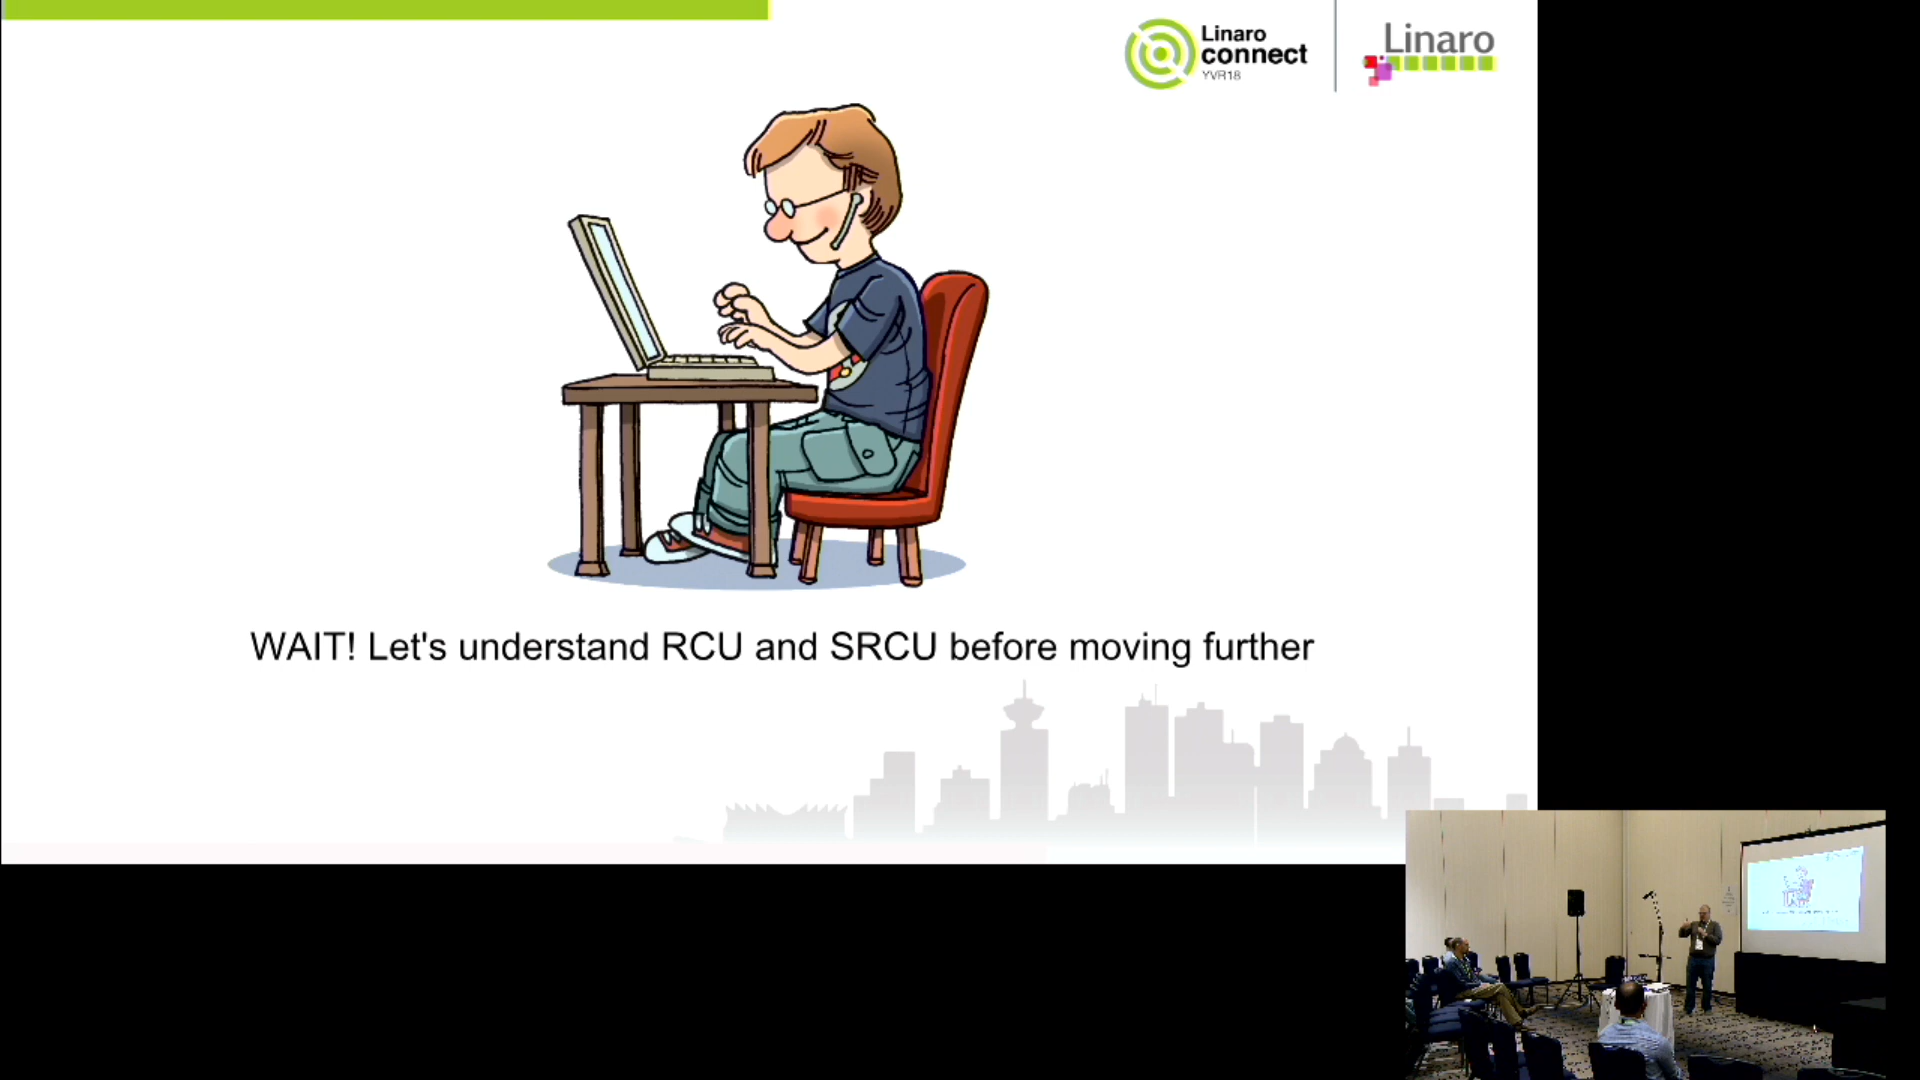 Linaro
connect
YVR18
Linaro
WAIT! Let's understand RCU and SRCU before moving further